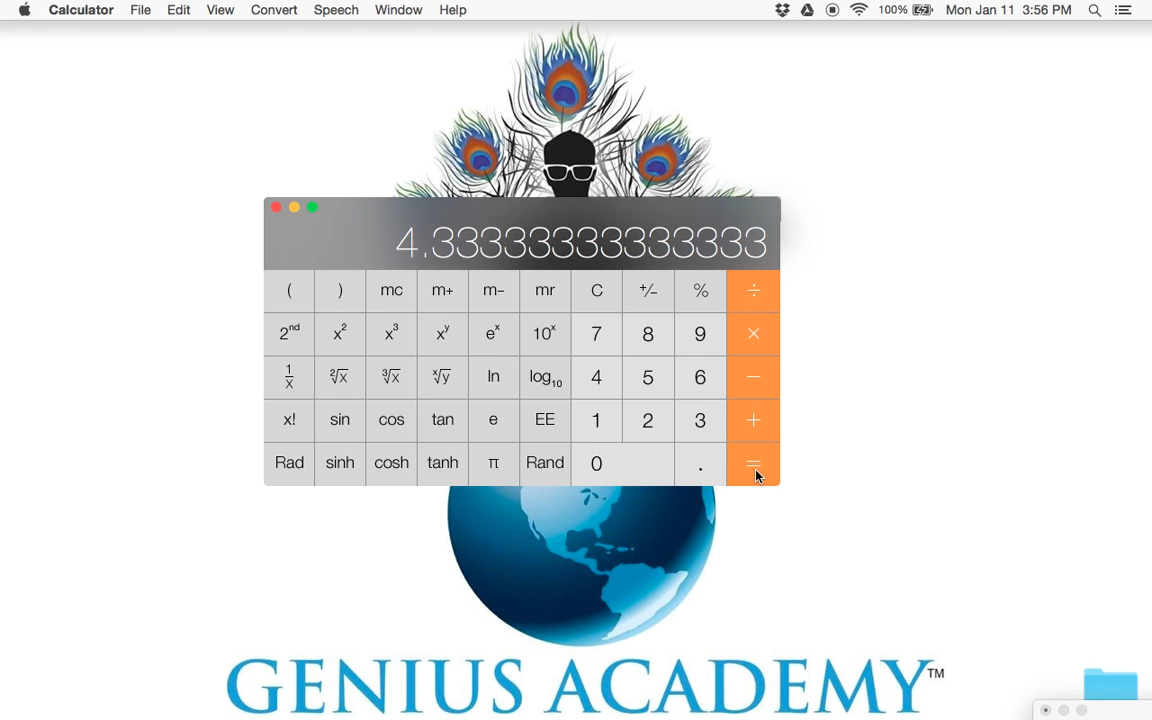 Calculator File Edit View Convert Speech Window Help 100% Mon Jan 11 3:56 PM
4.33333333333333
( ) mc m+ m- mr C +/- % ÷
2nd x² x³ xʸ eˣ 10ˣ 7 8 9 ×
1/x ²√x ³√x ˣ√y ln log₁₀ 4 5 6 −
x! sin cos tan e EE 1 2 3 +
Rad sinh cosh tanh π Rand 0 . =
GENIUS ACADEMY™